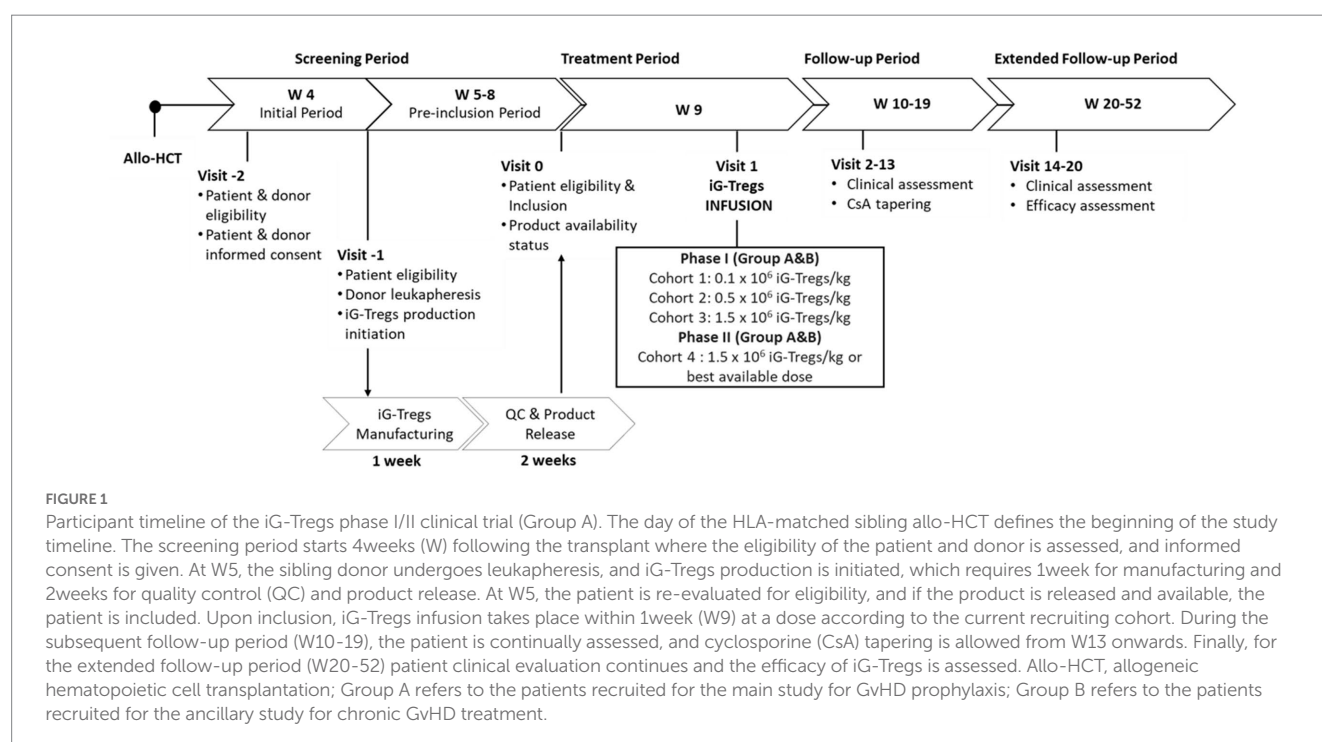 Screening Period
Treatment Period
Follow-up Period
Extended Follow-up Period
W 4
Initial Period
W 5-8
Pre-inclusion Period
W 9
W 10-19
W 20-52
Allo-HCT
Visit -2
• Patient & donor
eligibility
• Patient & donor
informed consent
Visit -1
• Patient eligibility
• Donor leukapheresis
• iG-Tregs production
initiation
Visit 0
• Patient eligibility &
Inclusion
• Product availability
status
Visit 1
iG-Tregs
INFUSION
Visit 2-13
• Clinical assessment
• CsA tapering
Visit 14-20
• Clinical assessment
• Efficacy assessment
Phase I (Group A&B)
Cohort 1: 0.1 x 10⁶ iG-Tregs/kg
Cohort 2: 0.5 x 10⁶ iG-Tregs/kg
Cohort 3: 1.5 x 10⁶ iG-Tregs/kg
Phase II (Group A&B)
Cohort 4 : 1.5 x 10⁶ iG-Tregs/kg or
best available dose
iG-Tregs
Manufacturing
1 week
QC & Product
Release
2 weeks
FIGURE 1
Participant timeline of the iG-Tregs phase I/II clinical trial (Group A). The day of the HLA-matched sibling allo-HCT defines the beginning of the study
timeline. The screening period starts 4weeks (W) following the transplant where the eligibility of the patient and donor is assessed, and informed
consent is given. At W5, the sibling donor undergoes leukapheresis, and iG-Tregs production is initiated, which requires 1week for manufacturing and
2weeks for quality control (QC) and product release. At W5, the patient is re-evaluated for eligibility, and if the product is released and available, the
patient is included. Upon inclusion, iG-Tregs infusion takes place within 1week (W9) at a dose according to the current recruiting cohort. During the
subsequent follow-up period (W10-19), the patient is continually assessed, and cyclosporine (CsA) tapering is allowed from W13 onwards. Finally, for
the extended follow-up period (W20-52) patient clinical evaluation continues and the efficacy of iG-Tregs is assessed. Allo-HCT, allogeneic
hematopoietic cell transplantation; Group A refers to the patients recruited for the main study for GvHD prophylaxis; Group B refers to the patients
recruited for the ancillary study for chronic GvHD treatment.